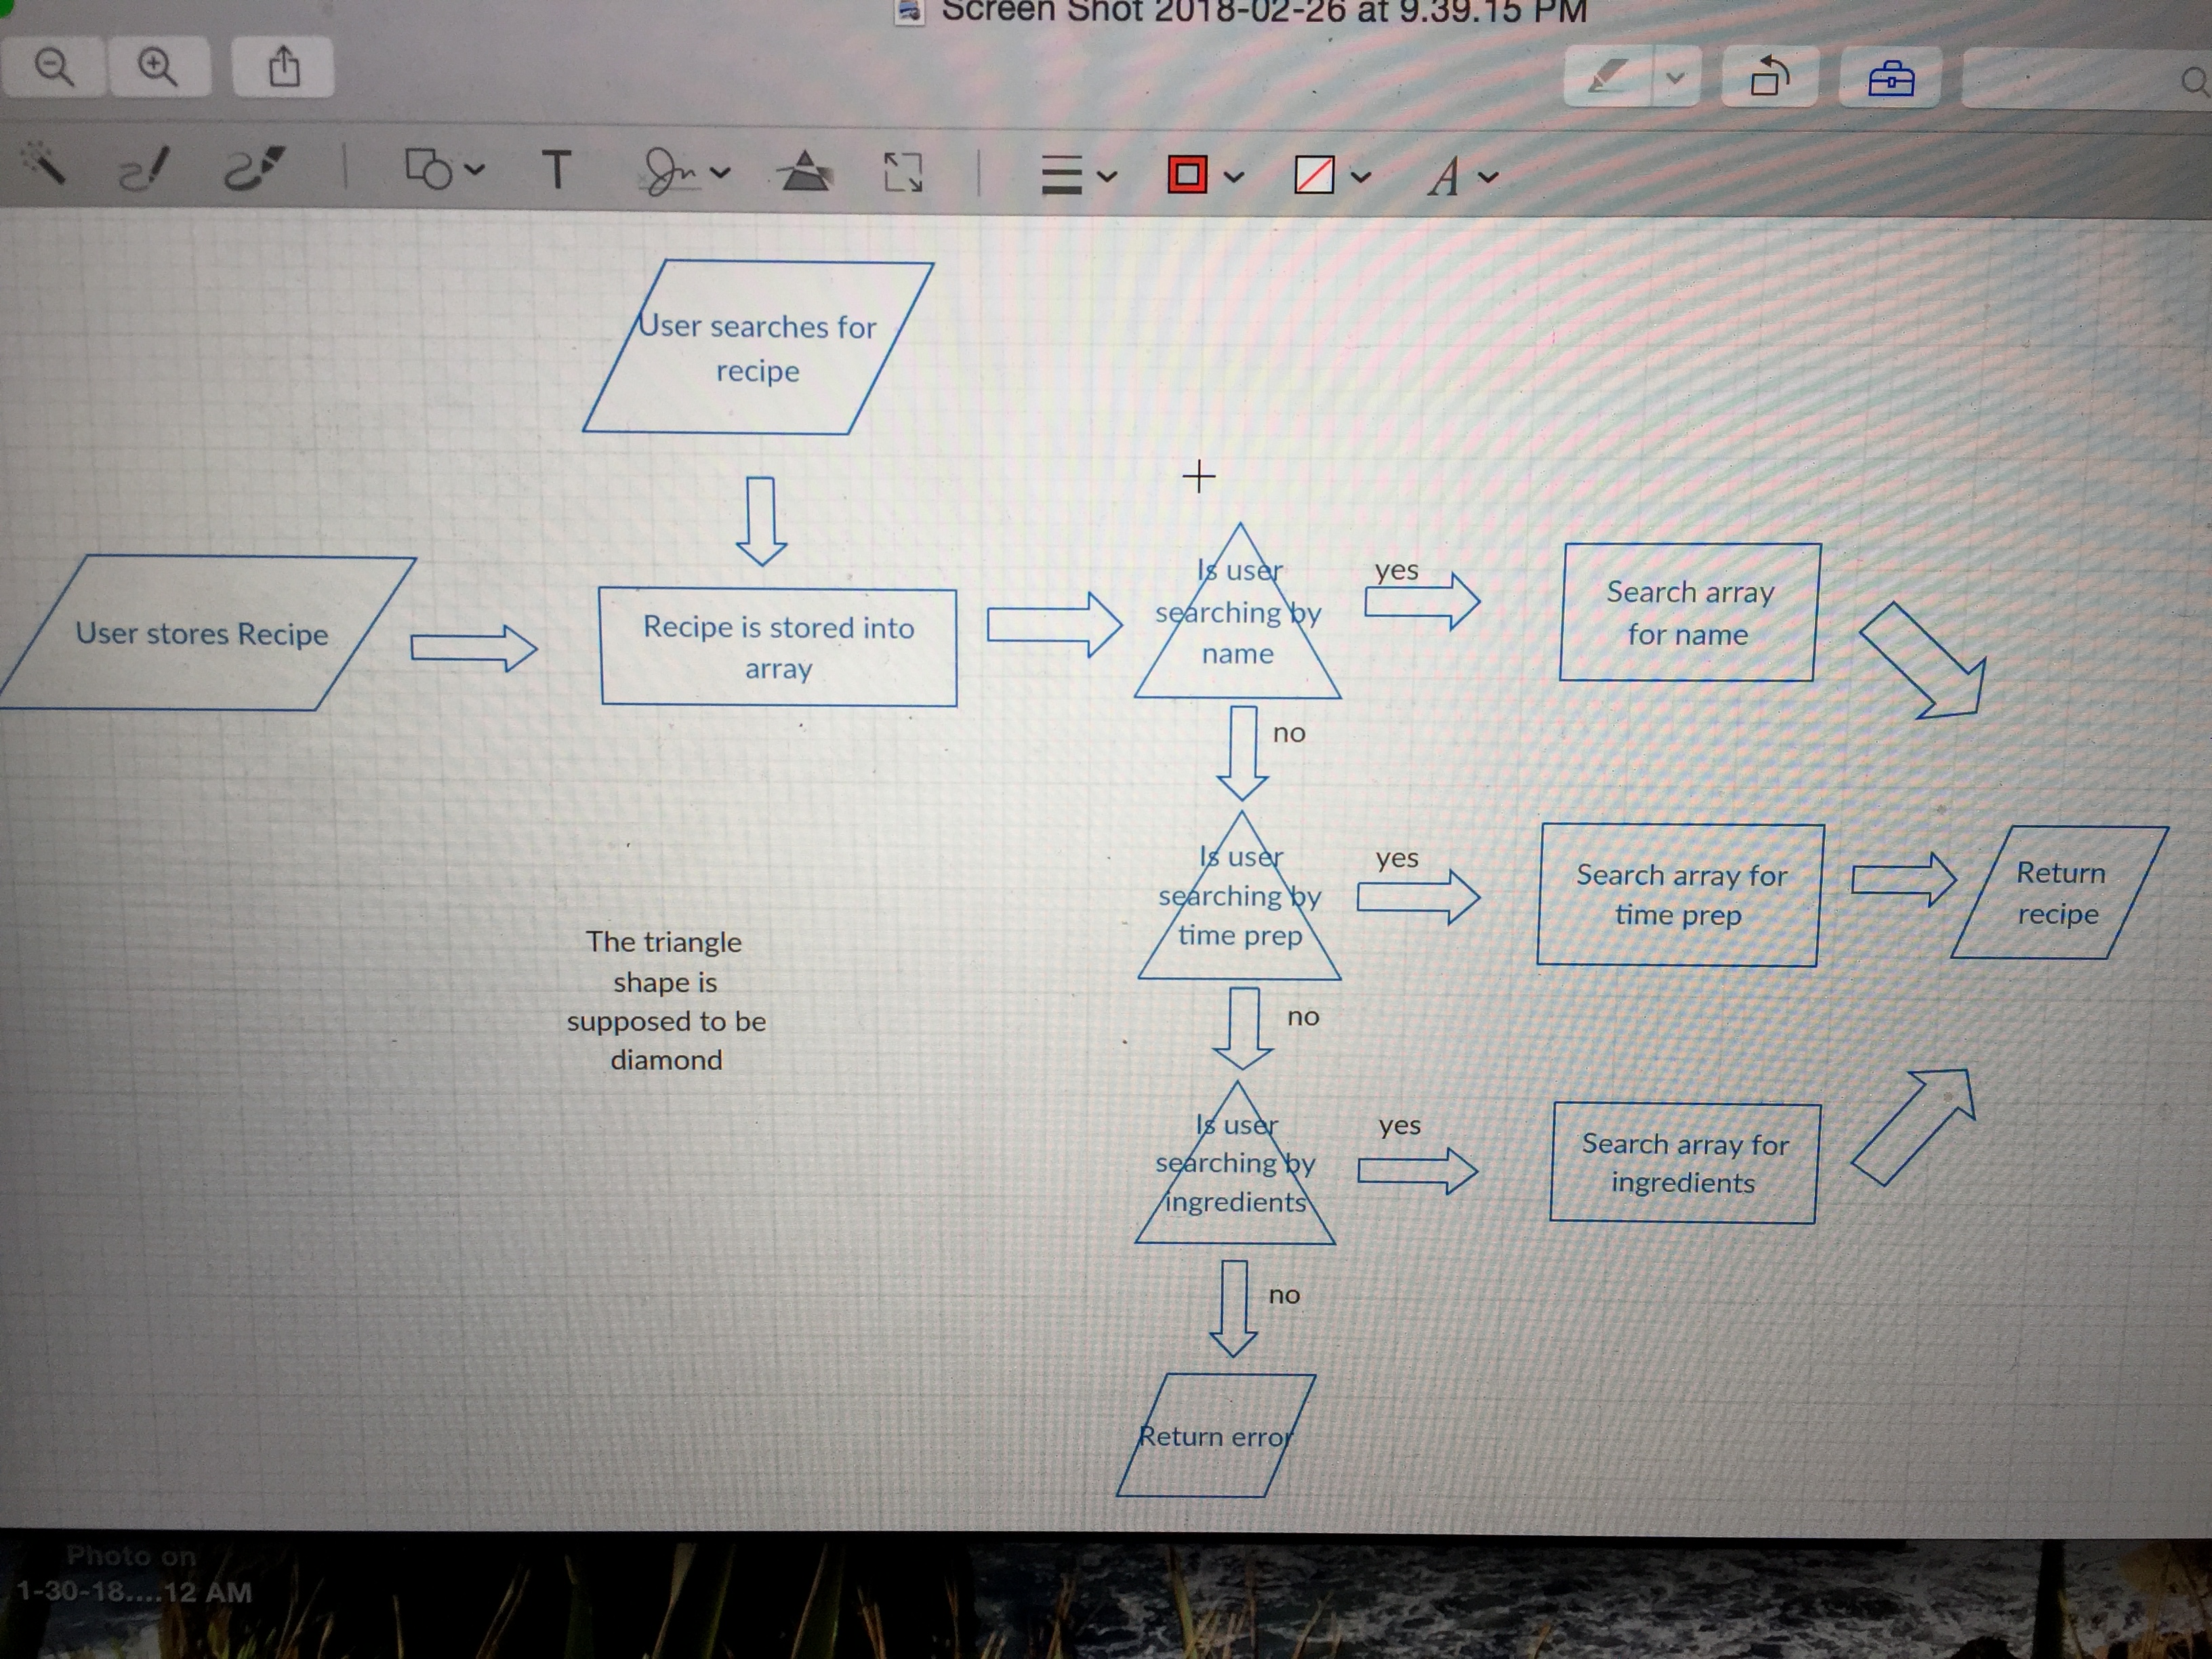 Screen Shot 2018-02-26 at 9.39.15 PM
T
A
User searches for
recipe
User stores Recipe
Recipe is stored into
array
Is user
searching by
name
yes
Search array
for name
no
Is user
searching by
time prep
yes
Search array for
time prep
Return
recipe
The triangle
shape is
supposed to be
diamond
no
Is user
searching by
ingredients
yes
Search array for
ingredients
no
Return error
Photo on
1-30-18....12 AM